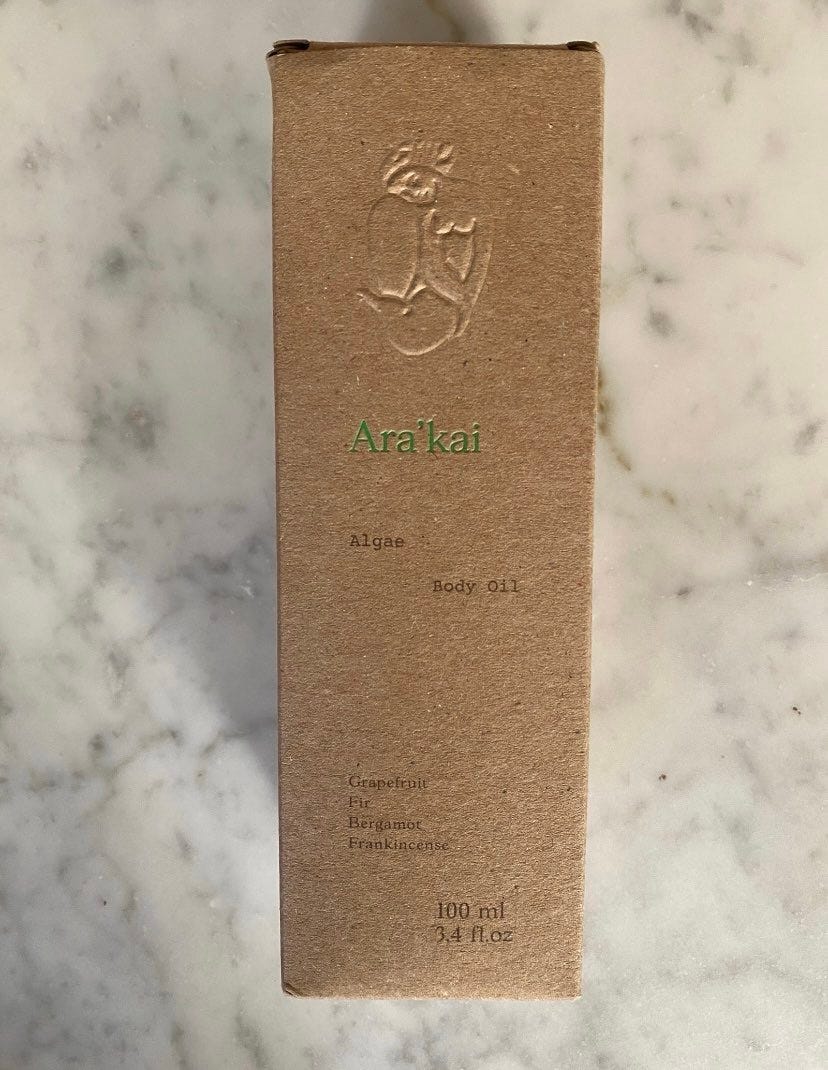 Ara'kai
Algae
Body Oil
Grapefruit
Fir
Bergamot
Frankincense
100 ml
3,4 fl.oz